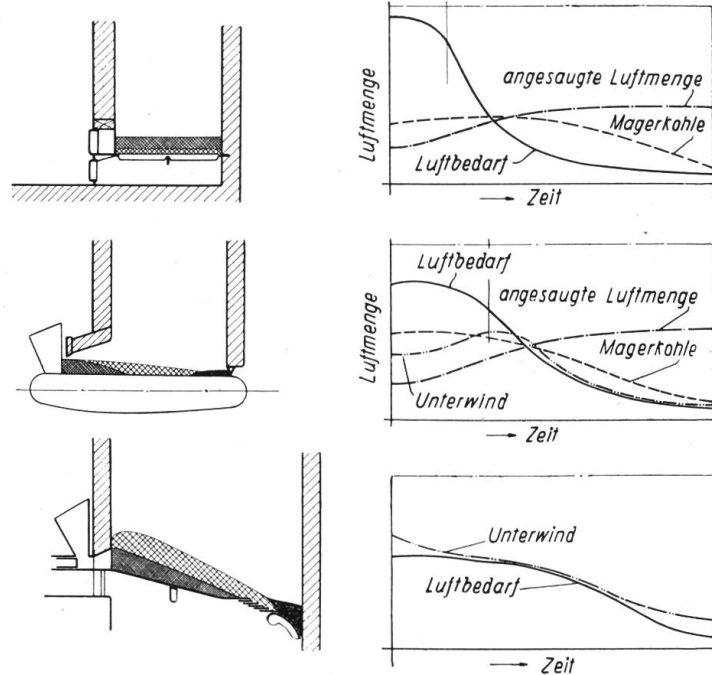 Luftmenge
angesaugte Luftmenge
Magerkohle
Luftbedarf
Zeit
Luftmenge
Luftbedarf
angesaugte Luftmenge
Magerkohle
Unterwind
Zeit
Unterwind
Luftbedarf
Zeit